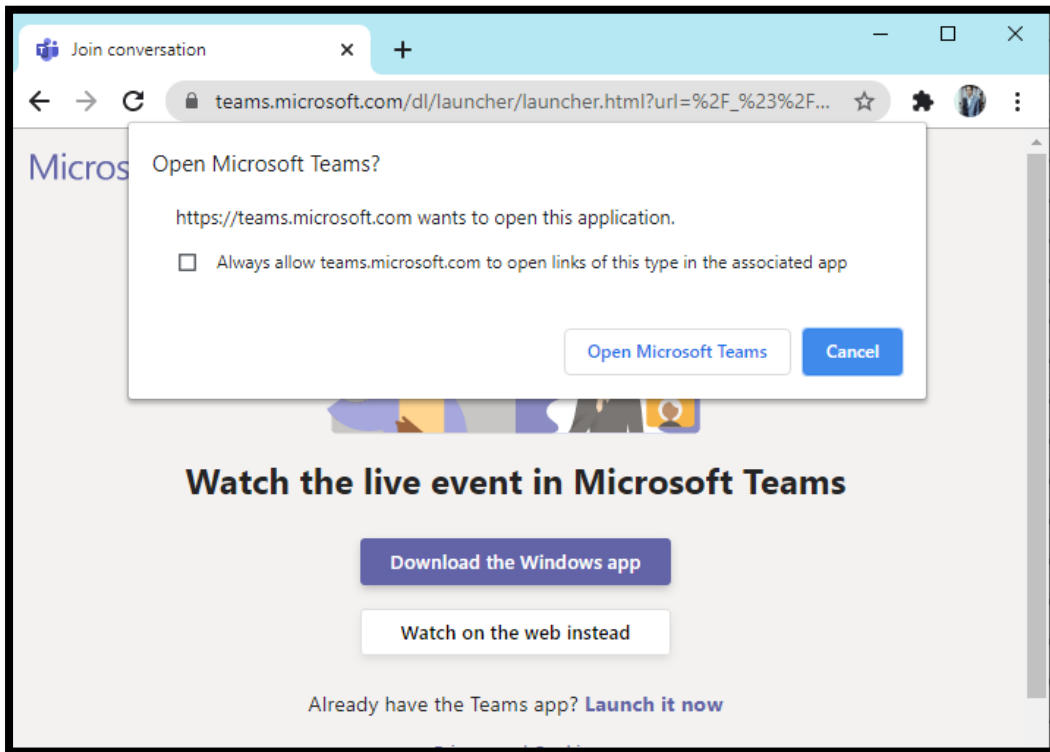 Join conversation
teams.microsoft.com/dl/launcher/launcher.html?url=%2F_%23%2F...
Micros
Open Microsoft Teams?
https://teams.microsoft.com wants to open this application.
Always allow teams.microsoft.com to open links of this type in the associated app
Open Microsoft Teams Cancel
Watch the live event in Microsoft Teams
Download the Windows app
Watch on the web instead
Already have the Teams app? Launch it now